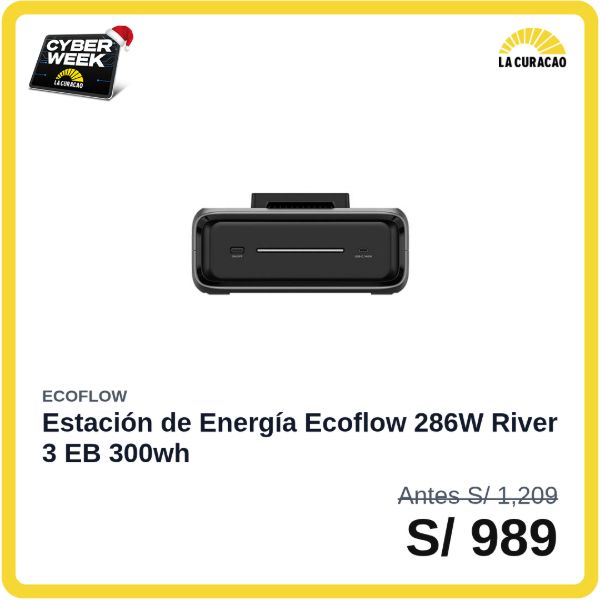 CYBER
WEEK
LA CURACAO
LA CURACAO
ECOFLOW
Estación de Energía Ecoflow 286W River
3 EB 300wh
Antes S/ 1,209
S/ 989